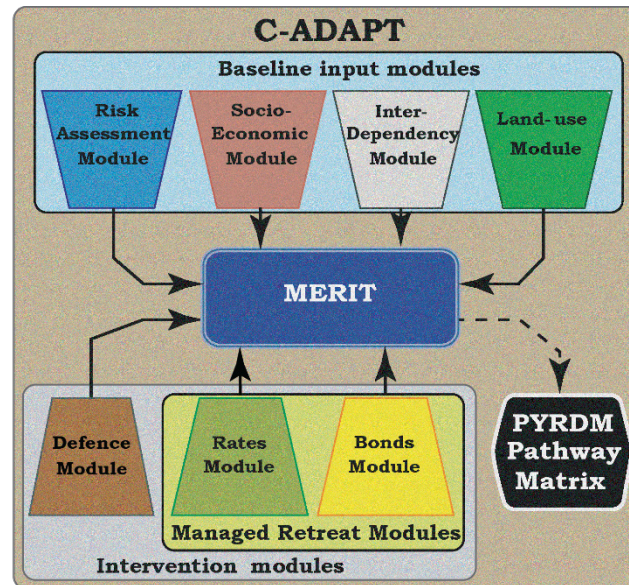 C-ADAPT
Baseline input modules
Risk
Assessment
Module
Socio-
Economic
Module
Inter-
Dependency
Module
Land-use
Module
MERIT
Defence
Module
Rates
Module
Bonds
Module
Managed Retreat Modules
Intervention modules
PYRDM
Pathway
Matrix